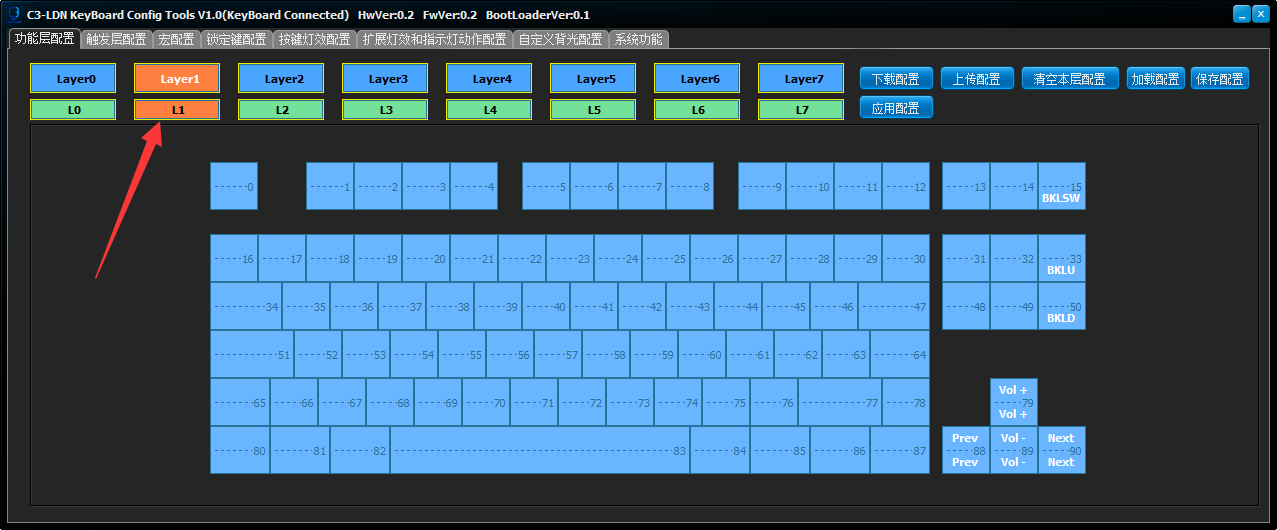 C3-LDN KeyBoard Config Tools V1.0(KeyBoard Connected) HwVer:0.2 FwVer:0.2 BootLoaderVer:0.1
功能层配置 触发层配置 宏配置 锁定键配置 按键灯效配置 扩展灯效和指示灯动作配置 自定义背光配置 系统功能
Layer0 Layer1 Layer2 Layer3 Layer4 Layer5 Layer6 Layer7 下载配置 上传配置 清空本层配置 加载配置 保存配置
L0 L1 L2 L3 L4 L5 L6 L7 应用配置
0 1 2 3 4 5 6 7 8 9 10 11 12 13 14 15
BKLSW
16 17 18 19 20 21 22 23 24 25 26 27 28 29 30 31 32 33
BKLU
34 35 36 37 38 39 40 41 42 43 44 45 46 47 48 49 50
BKLD
51 52 53 54 55 56 57 58 59 60 61 62 63 64
Vol +
65 66 67 68 69 70 71 72 73 74 75 76 77 78 79
Vol +
Prev Vol - Next
80 81 82 83 84 85 86 87 88 89 90
Prev Vol - Next